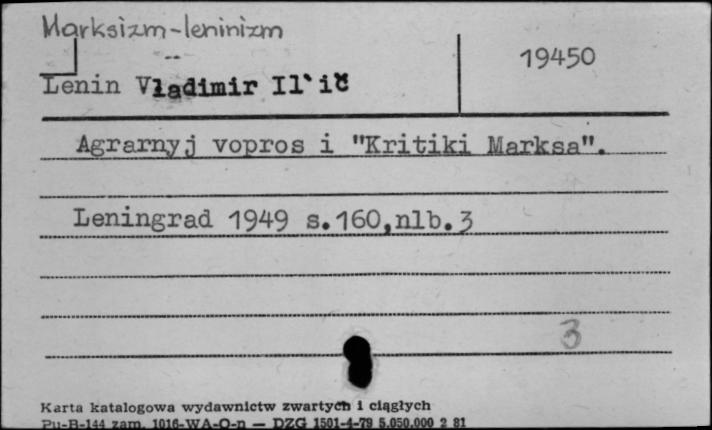 Marksizm-leninizm
19450
Lenin Vładimir Il`ič
Agrarnyj vopros i "Kritiki Marksa".
Leningrad 1949 s.160,nlb.3
3
Karta katalogowa wydawnictw zwartych i ciągłych
Pu-B-144 zam. 1016-WA-O-n — DZG 1501-4-79 5.050.000 2 81